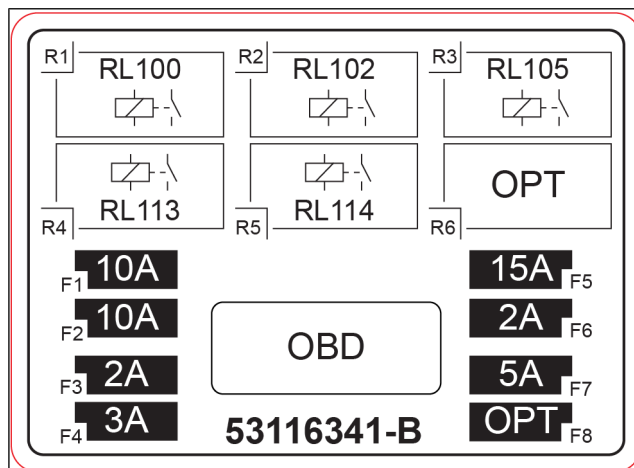 R1 RL100
R2 RL102
R3 RL105
R4 RL113
R5 RL114
R6 OPT
F1 10A
F2 10A
F3 2A
F4 3A
OBD
53116341-B
15A F5
2A F6
5A F7
OPT F8